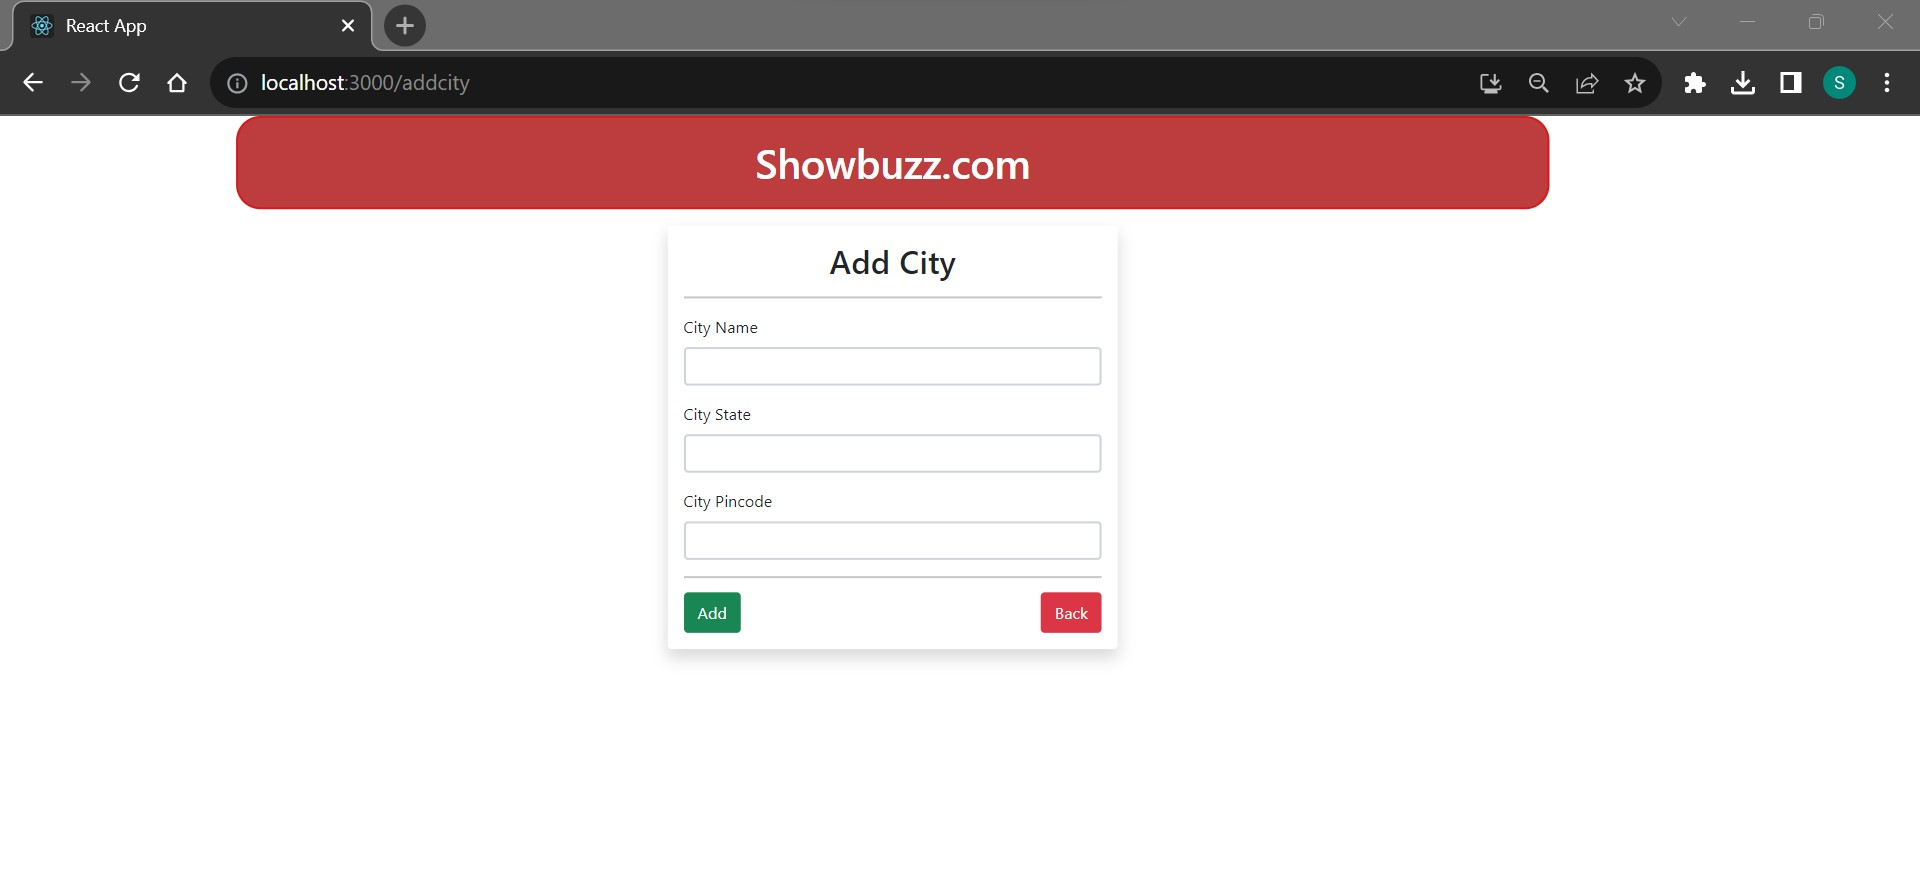 React App
localhost:3000/addcity
S
Showbuzz.com
Add City
City Name
City State
City Pincode
Add
Back